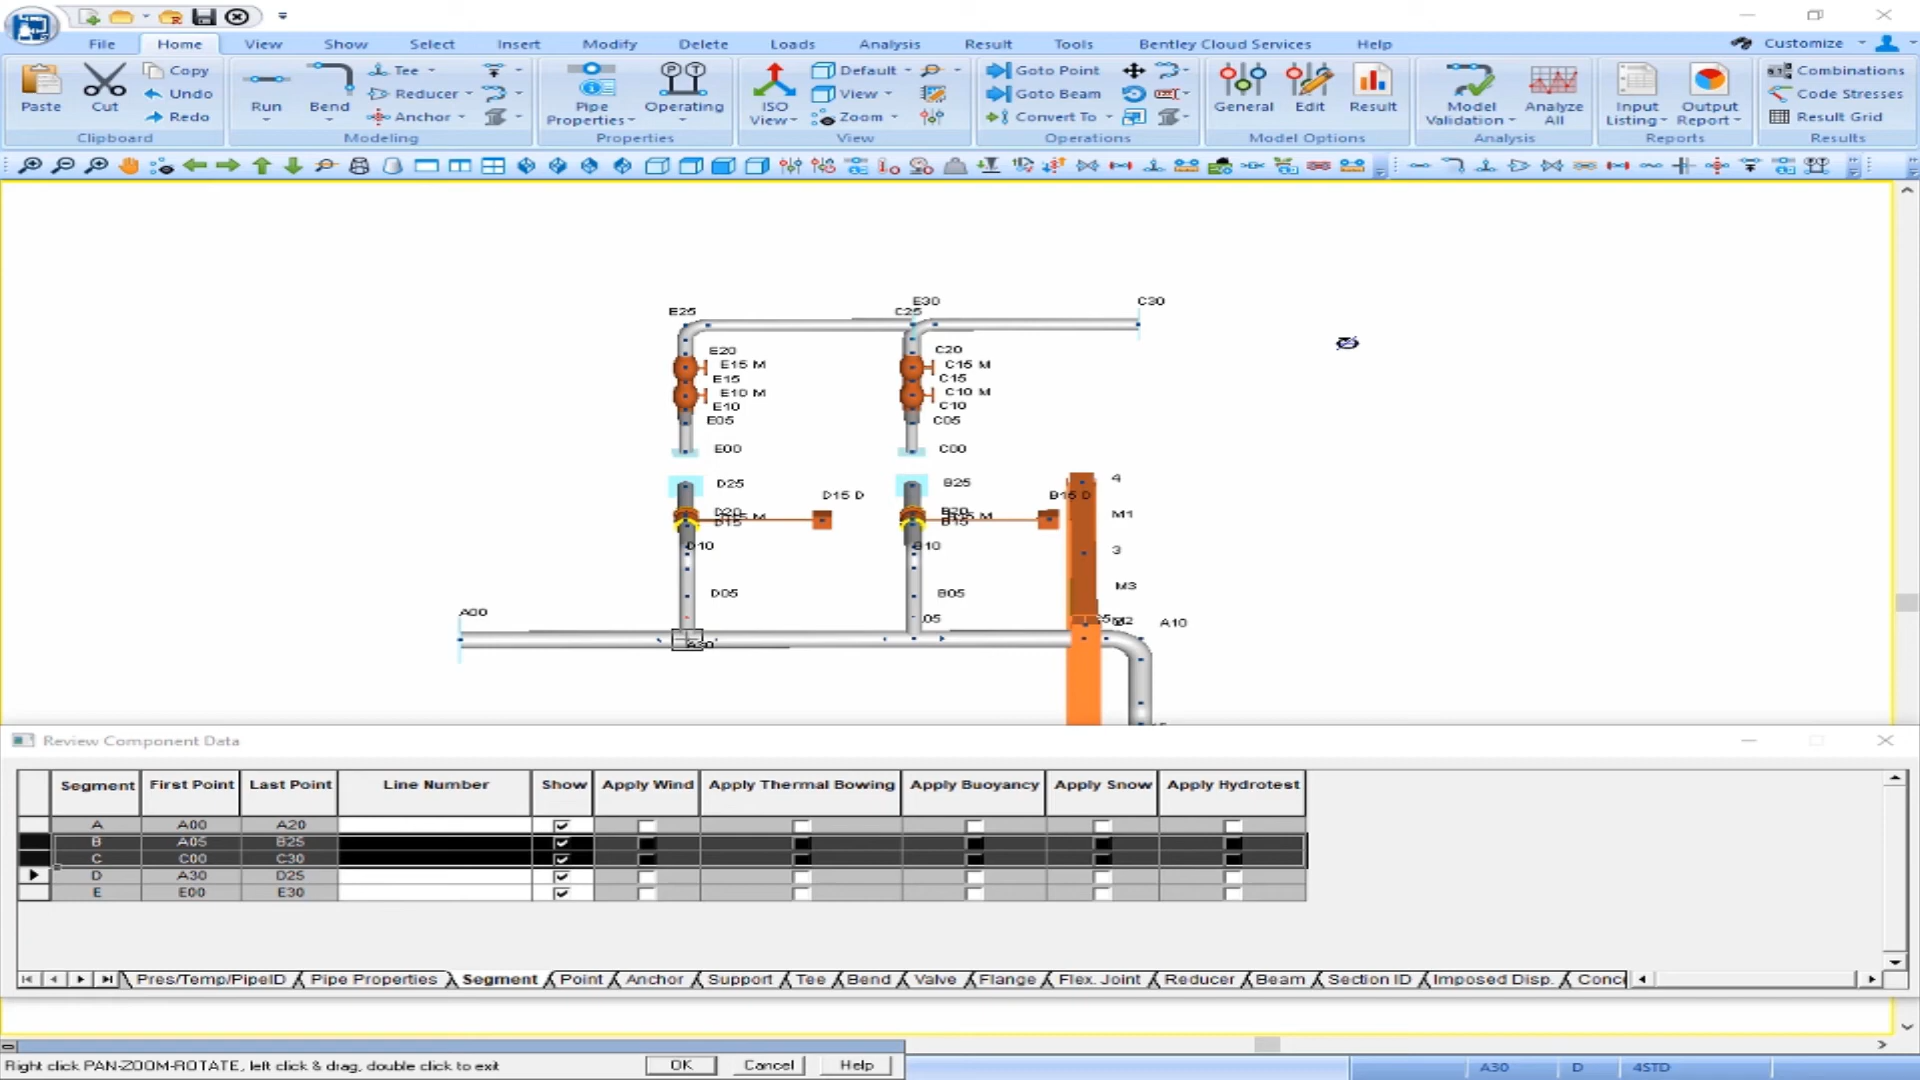 File Home View Show Select Insert Modify Delete Loads Analysis Result Tools Bentley Cloud Services Help Customize
Paste Cut Copy Undo Redo
Clipboard
Run Bend Tee Reducer Anchor
Modeling
Pipe Properties Operating
Properties
ISO View Default View Zoom
View
Goto Point Goto Beam Convert To
Operations
General Edit Result
Model Options
Model Validation Analyze All
Analysis
Input Listing Output Report
Reports
Combinations Code Stresses Result Grid
Results
E30 C30
E25 C25
E20 C20
E15 M C15 M
E15 C15
E10 M C10 M
E10 C10
E05 C05
E00 C00
4
D25 B25
D15 D B15 D
D20 B20
M1
D15 B15
D10 B10
3
M3
D05 B05
A00
M2 A10
A30
Review Component Data
Segment First Point Last Point Line Number Show Apply Wind Apply Thermal Bowing Apply Buoyancy Apply Snow Apply Hydrotest
A A00 A20
B A05 B25
C C00 C30
D A30 D25
E E00 E30
Pres/Temp/PipeID Pipe Properties Segment Point Anchor Support Tee Bend Valve Flange Flex. Joint Reducer Beam Section ID Imposed Disp. Conc
Right click PAN-ZOOM-ROTATE, left click & drag, double click to exit OK Cancel Help
A30 D 4STD